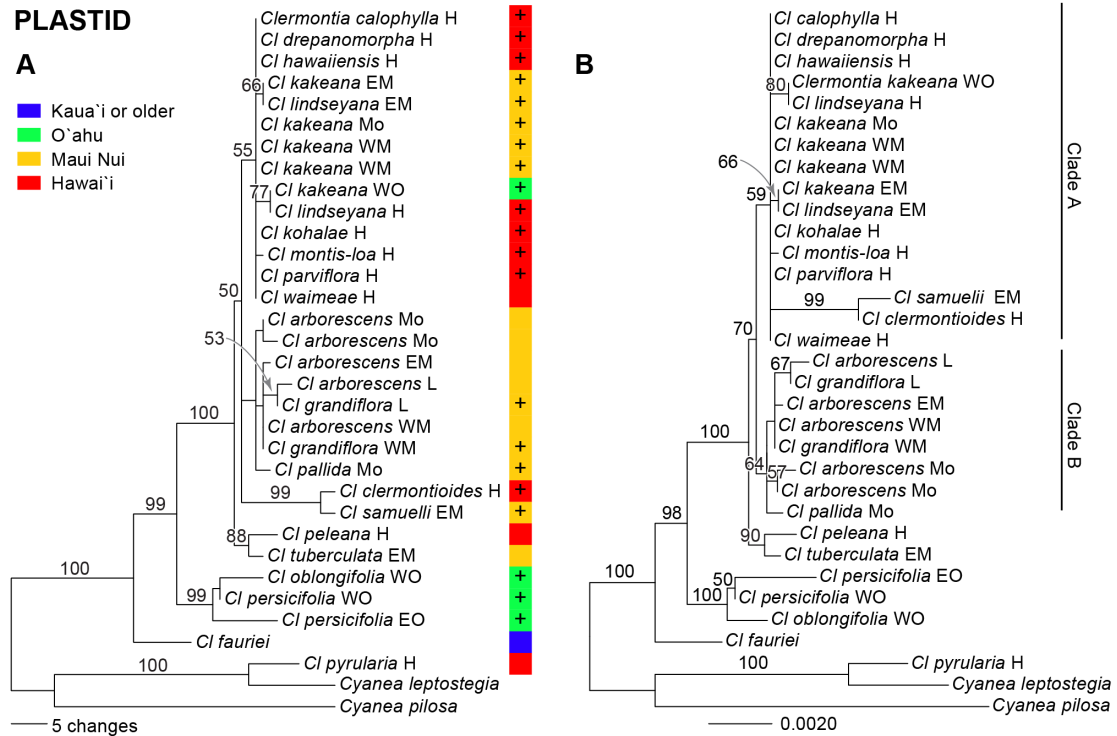 PLASTID
A
Kaua`i or older
O`ahu
Maui Nui
Hawai`i
Clermontia calophylla H +
Cl drepanomorpha H +
Cl hawaiiensis H +
66 Cl kakeana EM +
Cl lindseyana EM +
Cl kakeana Mo +
55 Cl kakeana WM +
Cl kakeana WM +
77 Cl kakeana WO +
Cl lindseyana H +
Cl kohalae H +
Cl montis-loa H +
Cl parviflora H +
50 Cl waimeae H
Cl arborescens Mo
53 Cl arborescens Mo
Cl arborescens EM
Cl arborescens L
Cl grandiflora L +
100 Cl arborescens WM
Cl grandiflora WM +
Cl pallida Mo +
99 Cl clermontioides H +
Cl samuelli EM +
99
88 Cl peleana H
Cl tuberculata EM
100 Cl oblongifolia WO +
99 Cl persicifolia WO +
Cl persicifolia EO +
Cl fauriei
100 Cl pyrularia H
Cyanea leptostegia
Cyanea pilosa
5 changes
B
Cl calophylla H
Cl drepanomorpha H
Cl hawaiiensis H
80 Clermontia kakeana WO
Cl lindseyana H
Cl kakeana Mo
Cl kakeana WM
66 Cl kakeana WM
59 Cl kakeana EM
Cl lindseyana EM
Cl kohalae H
Cl montis-loa H
Cl parviflora H
99 Cl samuelii EM
Cl clermontioides H
70 Cl waimeae H
Clade A
67 Cl arborescens L
Cl grandiflora L
Cl arborescens EM
Cl arborescens WM
100 Cl grandiflora WM
64 57 Cl arborescens Mo
Cl arborescens Mo
Cl pallida Mo
Clade B
98
90 Cl peleana H
Cl tuberculata EM
100 50 Cl persicifolia EO
100 Cl persicifolia WO
Cl oblongifolia WO
Cl fauriei
100 Cl pyrularia H
Cyanea leptostegia
Cyanea pilosa
0.0020